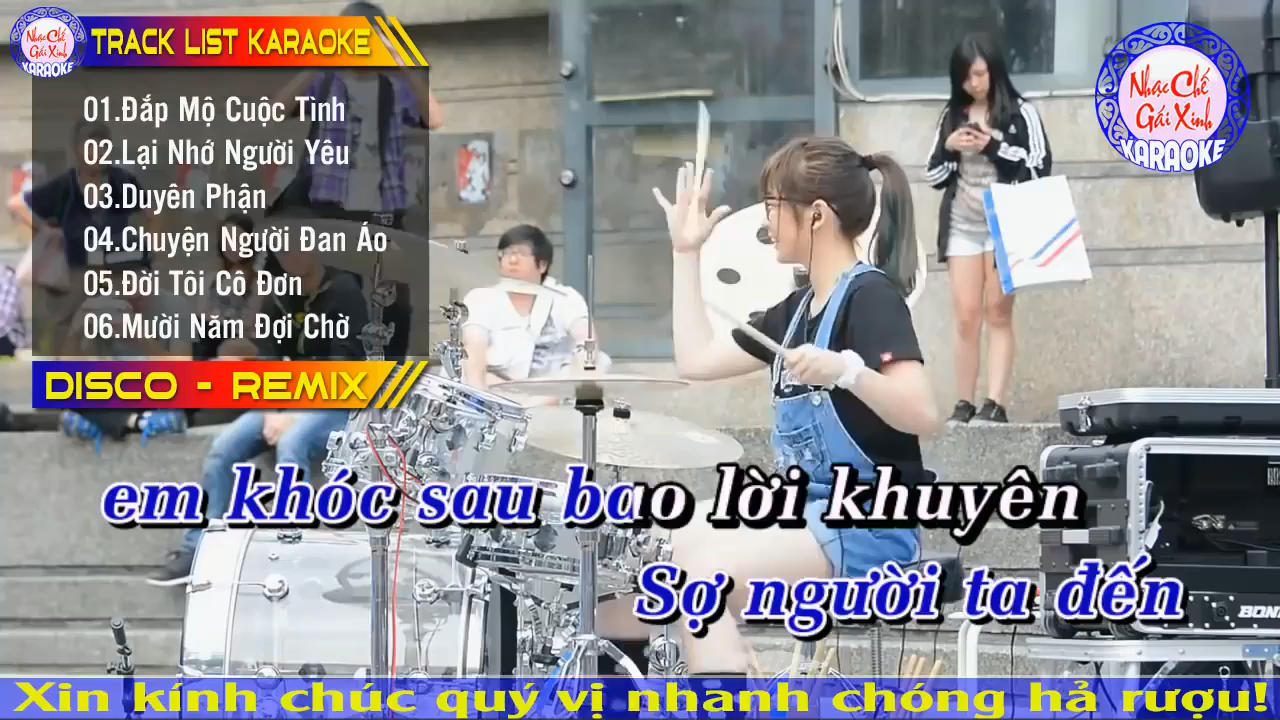 Nhạc Chế
Gái Xinh
KARAOKE
TRACK LIST KARAOKE
01.Đắp Mộ Cuộc Tình
02.Lại Nhớ Người Yêu
03.Duyên Phận
04.Chuyện Người Đan Áo
05.Đời Tôi Cô Đơn
06.Mười Năm Đợi Chờ
DISCO - REMIX
Nhạc Chế
Gái Xinh
KARAOKE
em khóc sau bao lời khuyên
Sợ người ta đến
BON
Xin kính chúc quý vị nhanh chóng hả rượu!